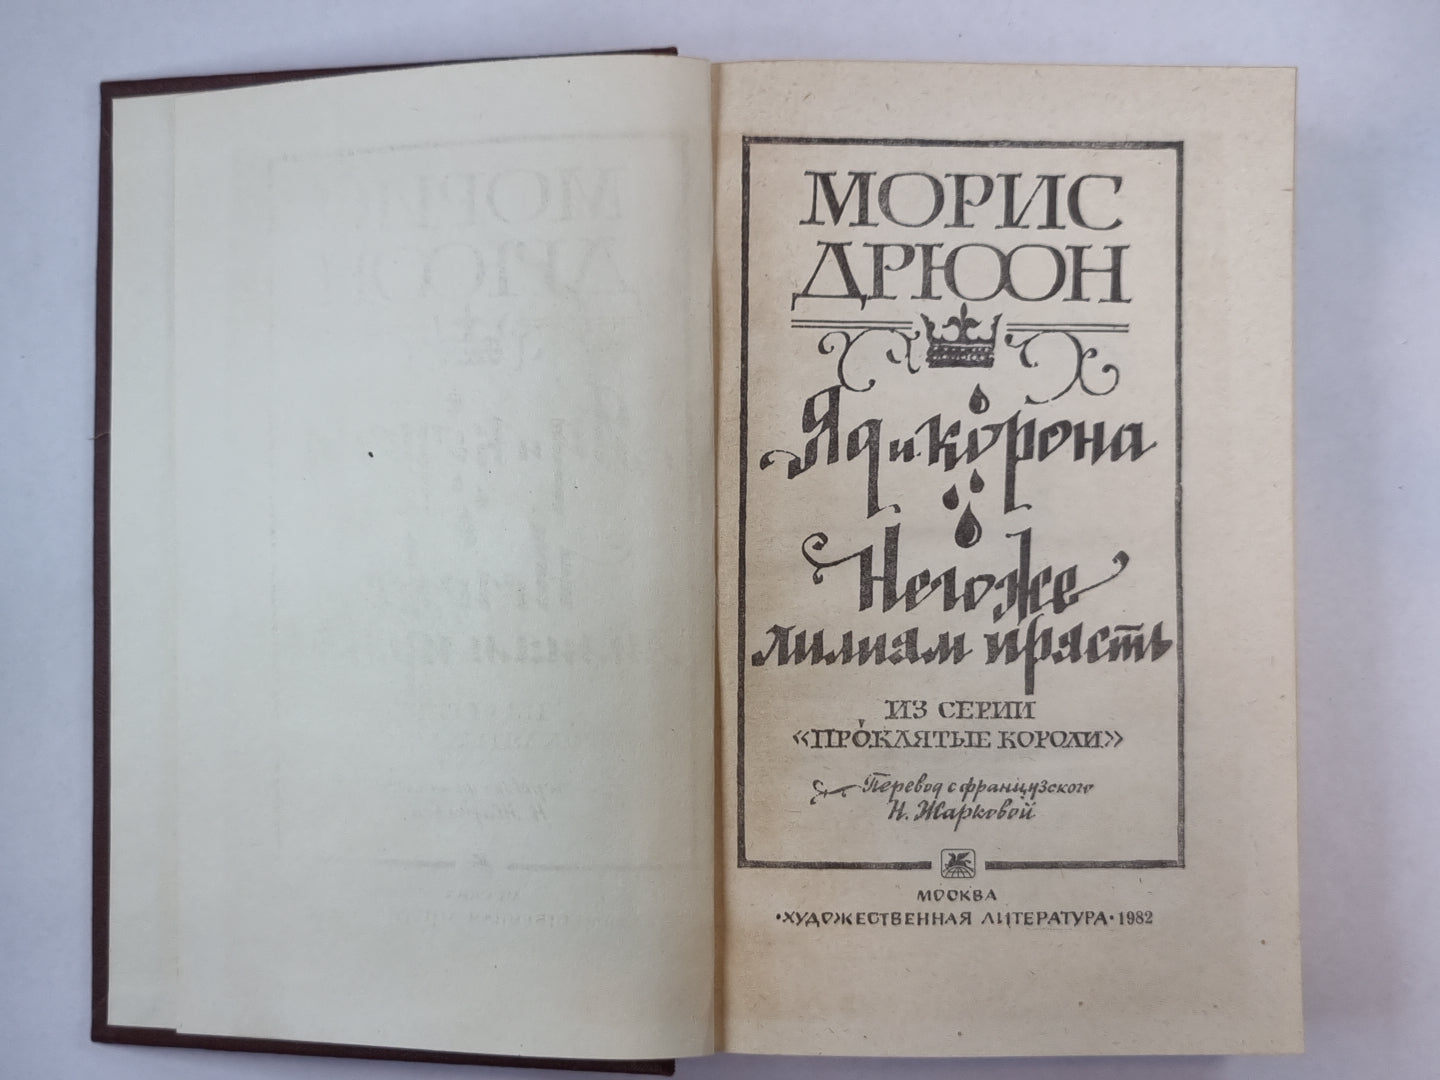 МОРИС
ДРЮОН
Яд и корона
Негоже
лилиям прясть
ИЗ СЕРИИ
«ПРОКЛЯТЫЕ КОРОЛИ»
Перевод с французского
Н. Жарковой
МОСКВА
•ХУДОЖЕСТВЕННАЯ ЛИТЕРАТУРА•1982